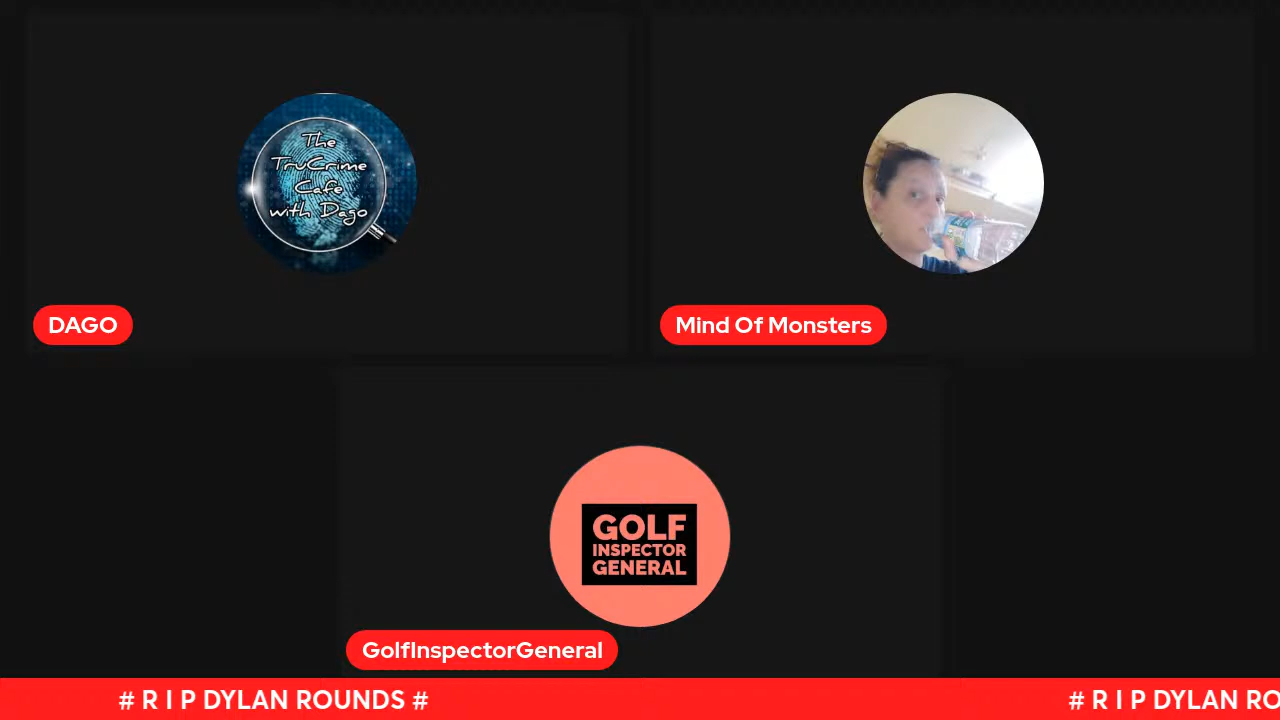 The
TruCrime
Cafe
with Dago
DAGO
Mind Of Monsters
GOLF
INSPECTOR
GENERAL
GolfInspectorGeneral
# R I P DYLAN ROUNDS #
# R I P DYLAN RO